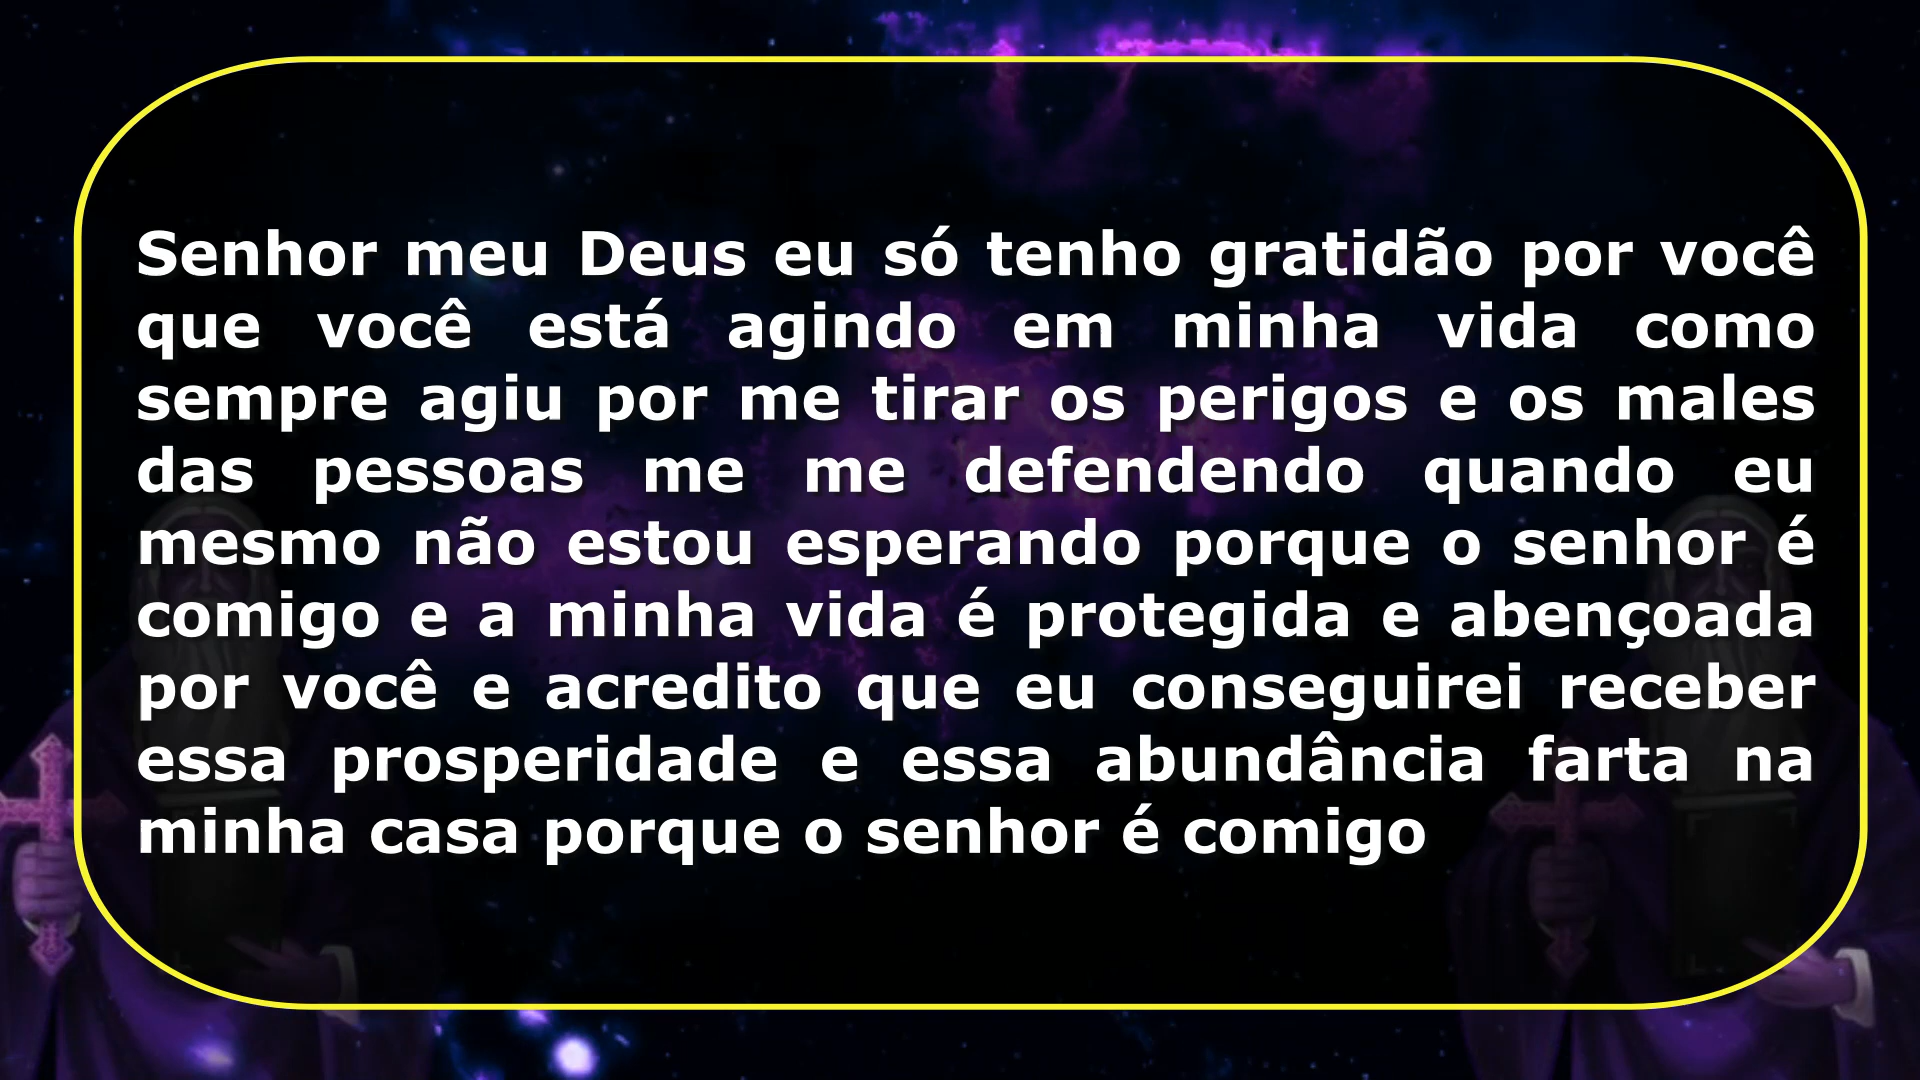 Senhor meu Deus eu só tenho gratidão por você
que você está agindo em minha vida como
sempre agiu por me tirar os perigos e os males
das pessoas me me defendendo quando eu
mesmo não estou esperando porque o senhor é
comigo e a minha vida é protegida e abençoada
por você e acredito que eu conseguirei receber
essa prosperidade e essa abundância farta na
minha casa porque o senhor é comigo